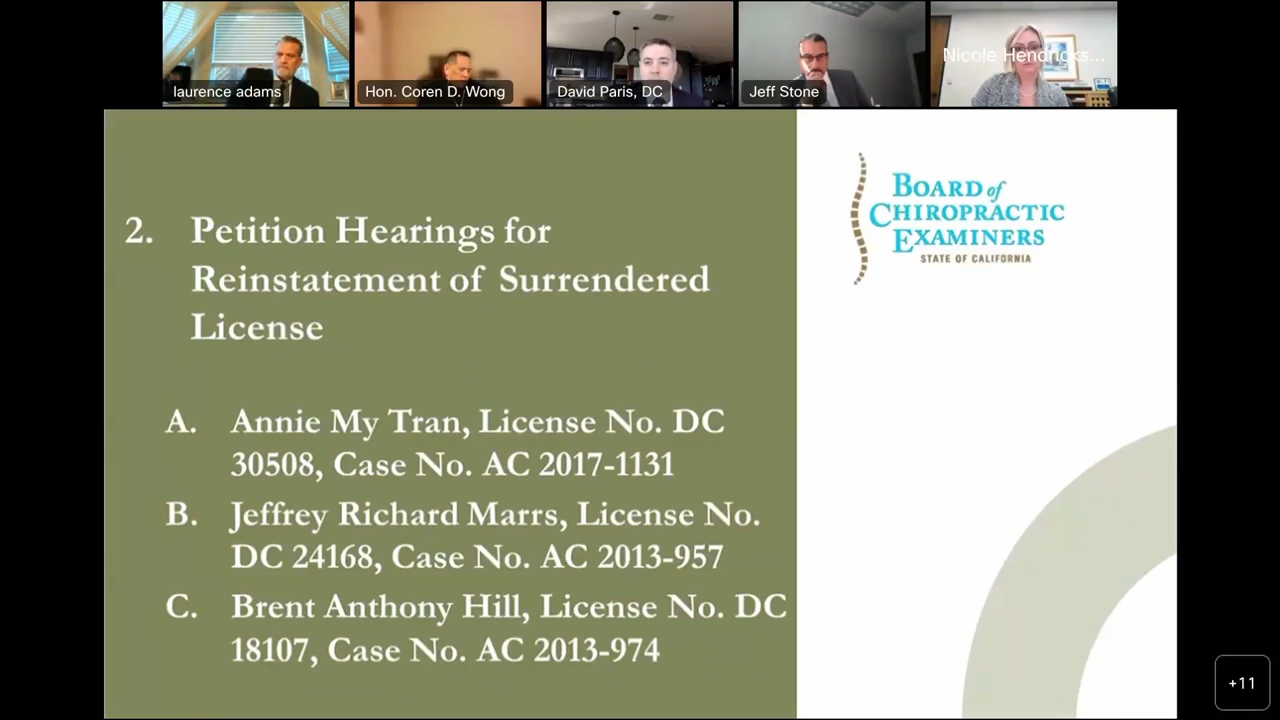 laurence adams
Hon. Coren D. Wong
David Paris, DC
Jeff Stone
Nicole Hendricks...
2. Petition Hearings for
Reinstatement of Surrendered
License
A. Annie My Tran, License No. DC
30508, Case No. AC 2017-1131
B. Jeffrey Richard Marrs, License No.
DC 24168, Case No. AC 2013-957
C. Brent Anthony Hill, License No. DC
18107, Case No. AC 2013-974
BOARD of
CHIROPRACTIC
EXAMINERS
STATE OF CALIFORNIA
+11